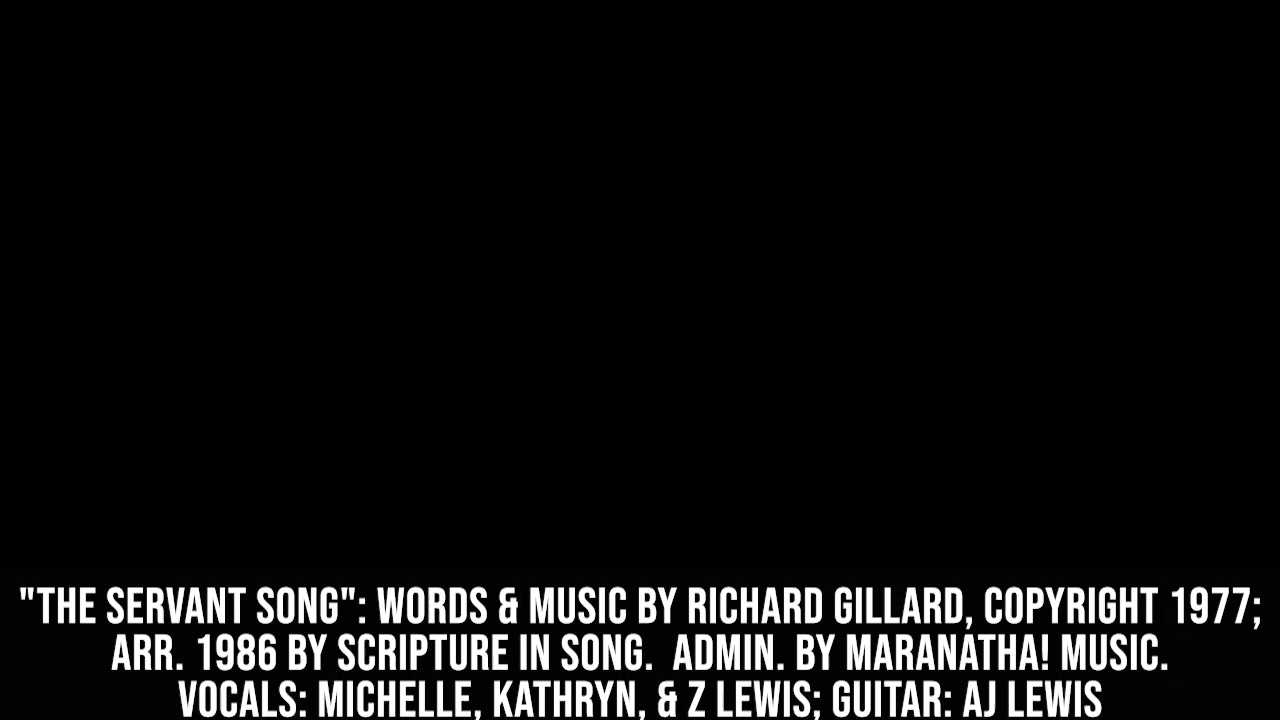 "THE SERVANT SONG": WORDS & MUSIC BY RICHARD GILLARD, COPYRIGHT 1977;
ARR. 1986 BY SCRIPTURE IN SONG.  ADMIN. BY MARANATHA! MUSIC.
VOCALS: MICHELLE, KATHRYN, & Z LEWIS; GUITAR: AJ LEWIS